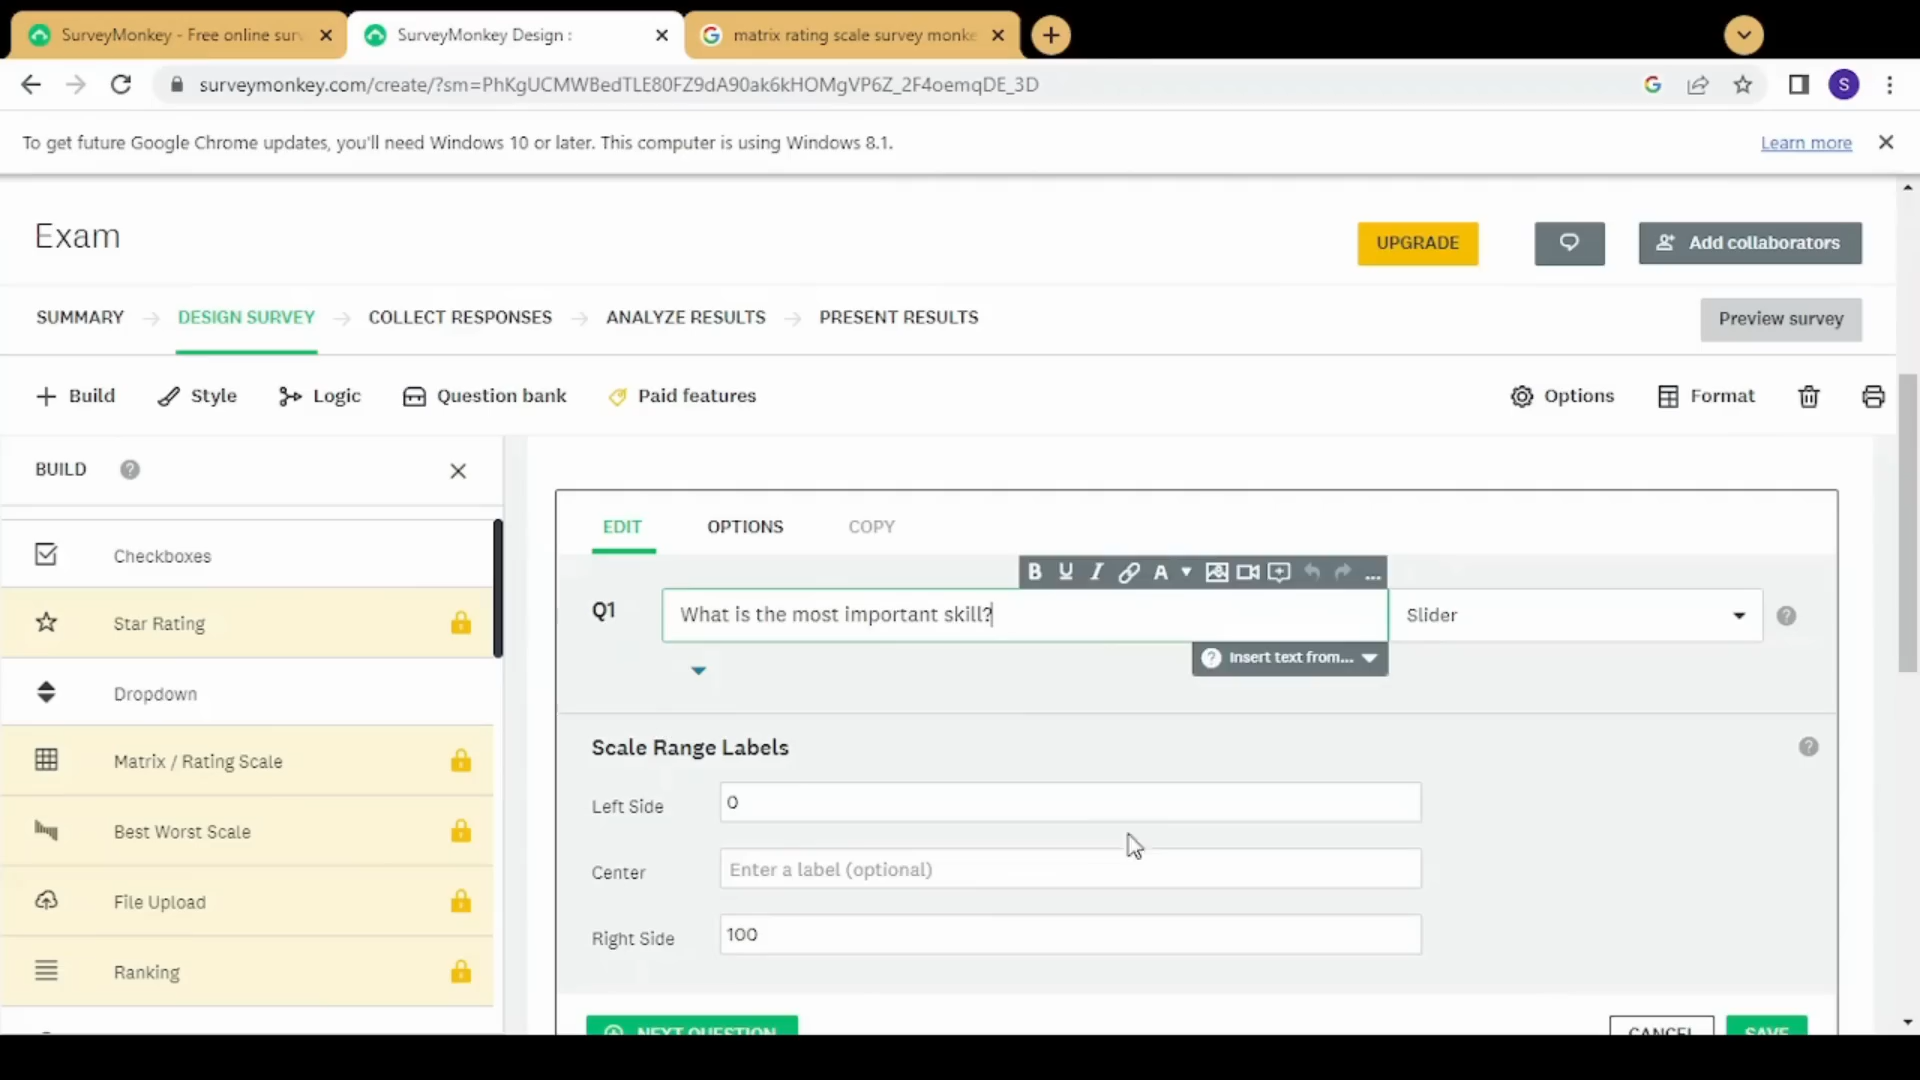 SurveyMonkey - Free online sur
SurveyMonkey Design :
matrix rating scale survey monke
surveymonkey.com/create/?sm=PhKgUCMWBedTLE80FZ9dA90ak6kHOMgVP6Z_2F4oemqDE_3D
S
To get future Google Chrome updates, you'll need Windows 10 or later. This computer is using Windows 8.1.
Learn more
Exam
UPGRADE
Add collaborators
SUMMARY
DESIGN SURVEY
COLLECT RESPONSES
ANALYZE RESULTS
PRESENT RESULTS
Preview survey
Build
Style
Logic
Question bank
Paid features
Options
Format
BUILD
Checkboxes
Star Rating
Dropdown
Matrix / Rating Scale
Best Worst Scale
File Upload
Ranking
EDIT
OPTIONS
COPY
B U I A ...
Q1
What is the most important skill?
Slider
Insert text from...
Scale Range Labels
Left Side
0
Center
Enter a label (optional)
Right Side
100
NEXT QUESTION
CANCEL
SAVE